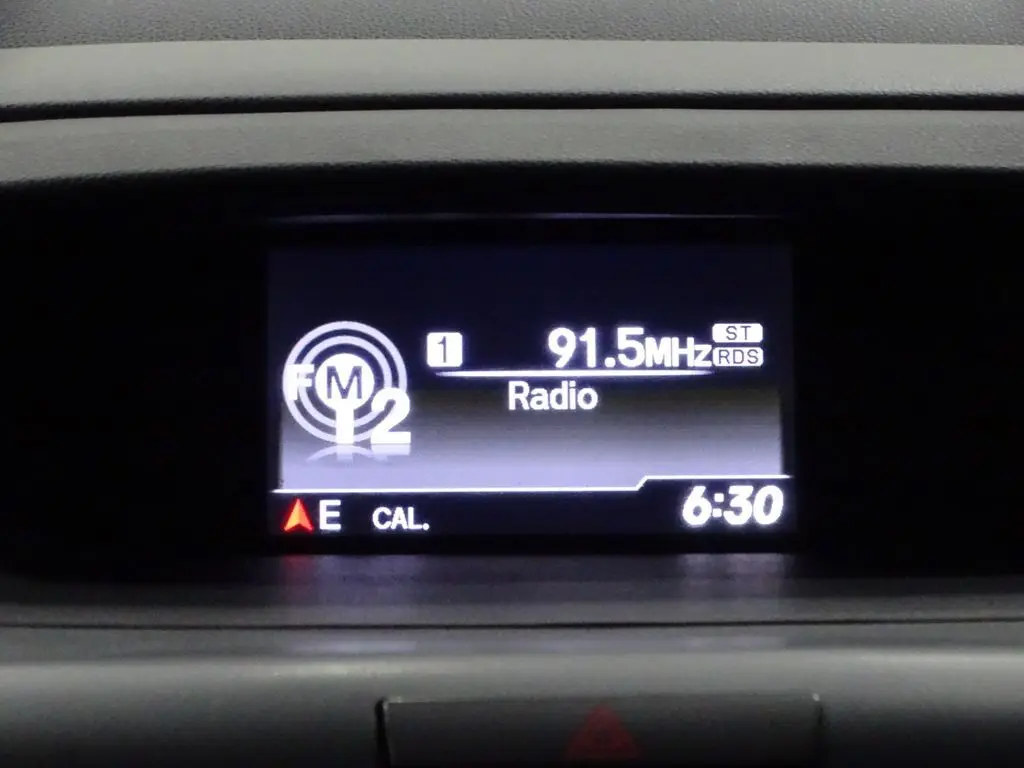 1 91.5MHz ST
RDS
FM
2
Radio
E CAL. 6:30